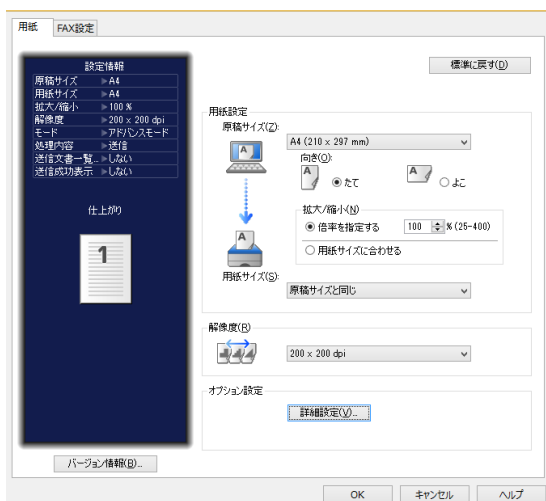 用紙 FAX設定
標準に戻す(D)
設定情報
原稿サイズ ▶A4
用紙サイズ ▶A4
拡大/縮小 ▶100 %
解像度 ▶200 x 200 dpi
モード ▶アドバンスモード
処理内容 ▶送信
送信文書一覧… ▶しない
送信成功表示 ▶しない
仕上がり
1
バージョン情報(B)...
用紙設定
原稿サイズ(Z):
A4 (210 x 297 mm)
A
向き(O):
A たて A よこ
拡大/縮小(N)
倍率を指定する 100 % (25-400)
用紙サイズに合わせる
A
用紙サイズ(S):
原稿サイズと同じ
解像度(R)
200 x 200 dpi
オプション設定
詳細設定(V)...
OK キャンセル ヘルプ